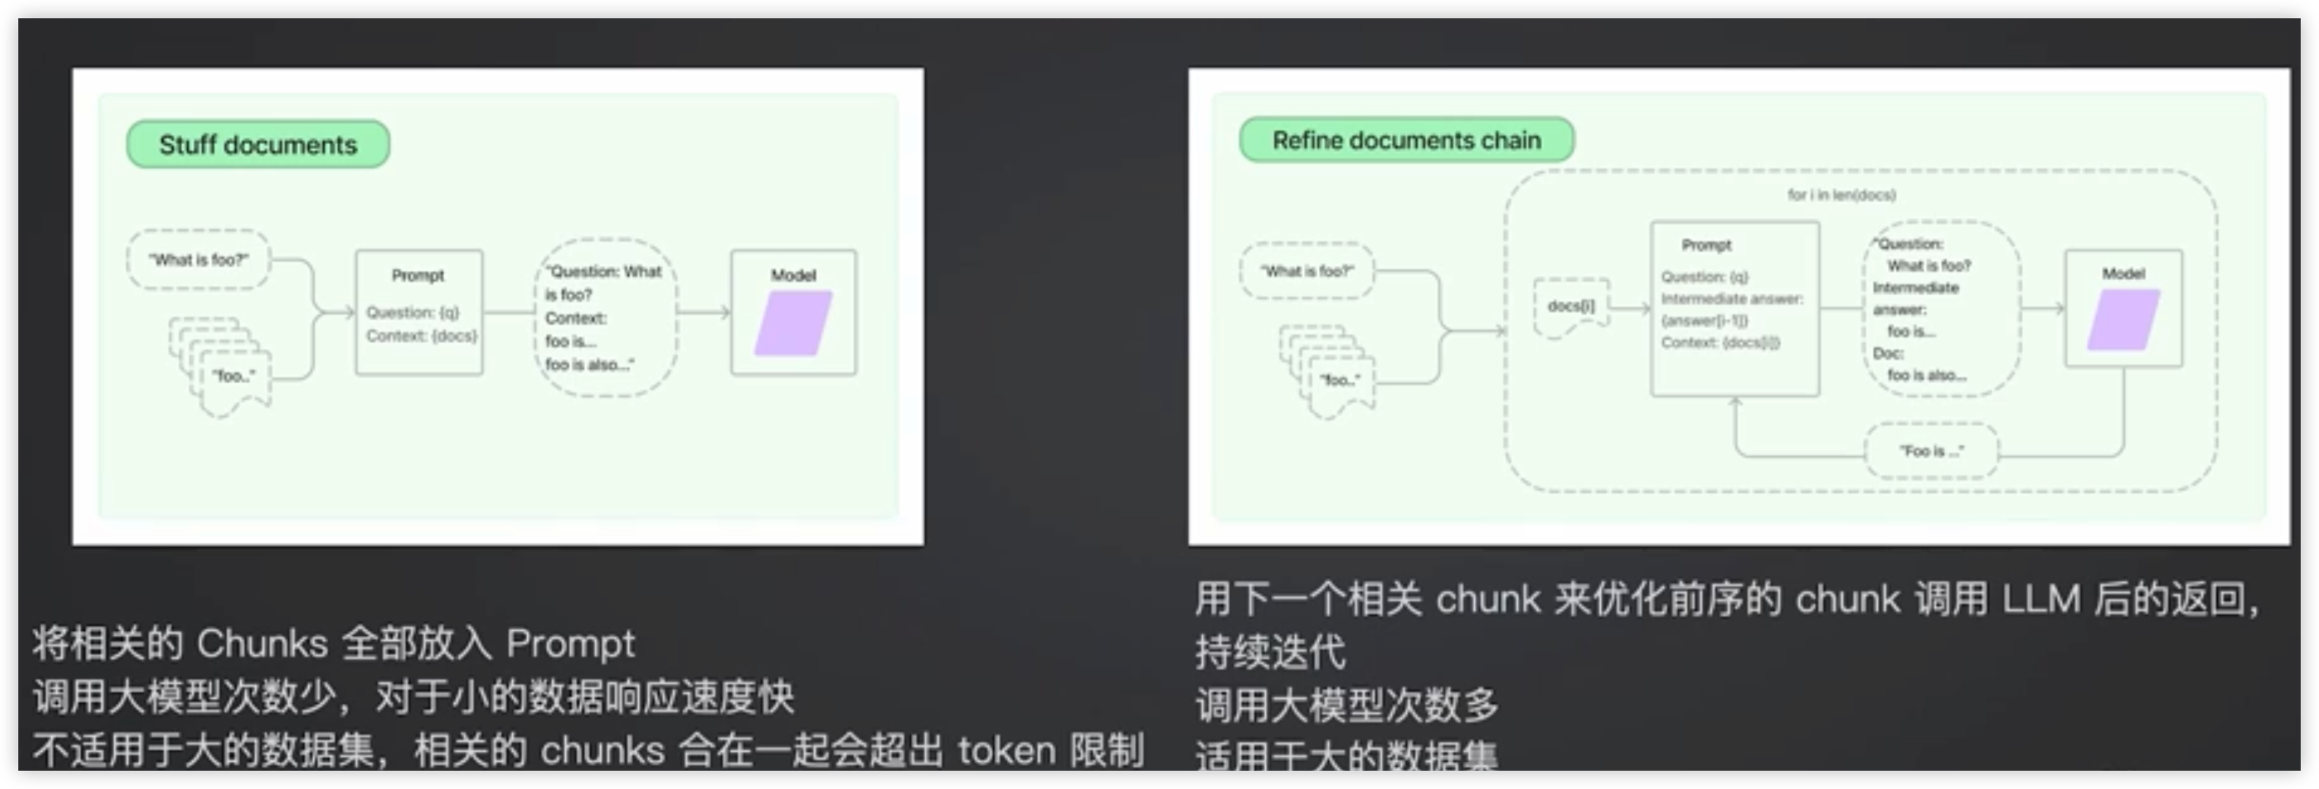 Stuff documents
"What is foo?"
"foo.."
Prompt
Question: {q}
Context: {docs}
"Question: What
is foo?
Context:
foo is...
foo is also..."
Model
将相关的 Chunks 全部放入 Prompt
调用大模型次数少，对于小的数据响应速度快
不适用于大的数据集，相关的 chunks 合在一起会超出 token 限制
Refine documents chain
for i in len(docs)
"What is foo?"
"foo.."
docs[i]
Prompt
Question: {q}
Intermediate answer:
{answer[i-1]}
Context: {docs[i]}
"Question:
What is foo?
Intermediate
answer:
foo is...
Doc:
foo is also...
Model
"Foo is ..."
用下一个相关 chunk 来优化前序的 chunk 调用 LLM 后的返回，
持续迭代
调用大模型次数多
适用于大的数据集